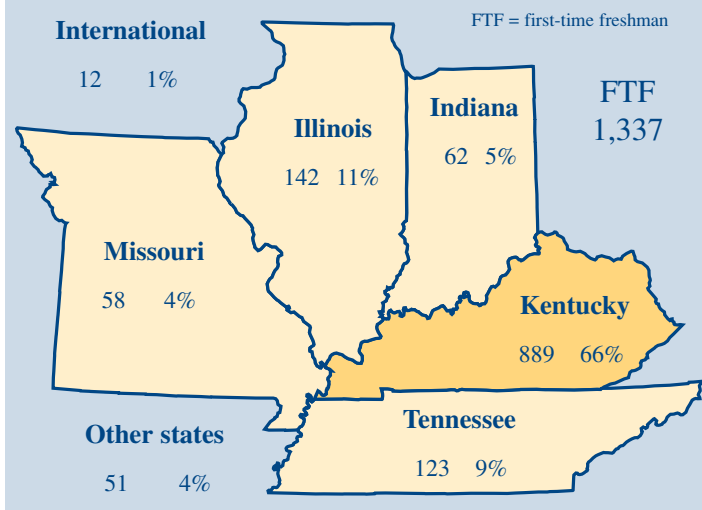 FTF = first-time freshman
International
12 1%
FTF
1,337
Illinois
142 11%
Indiana
62 5%
Missouri
58 4%
Kentucky
889 66%
Tennessee
123 9%
Other states
51 4%